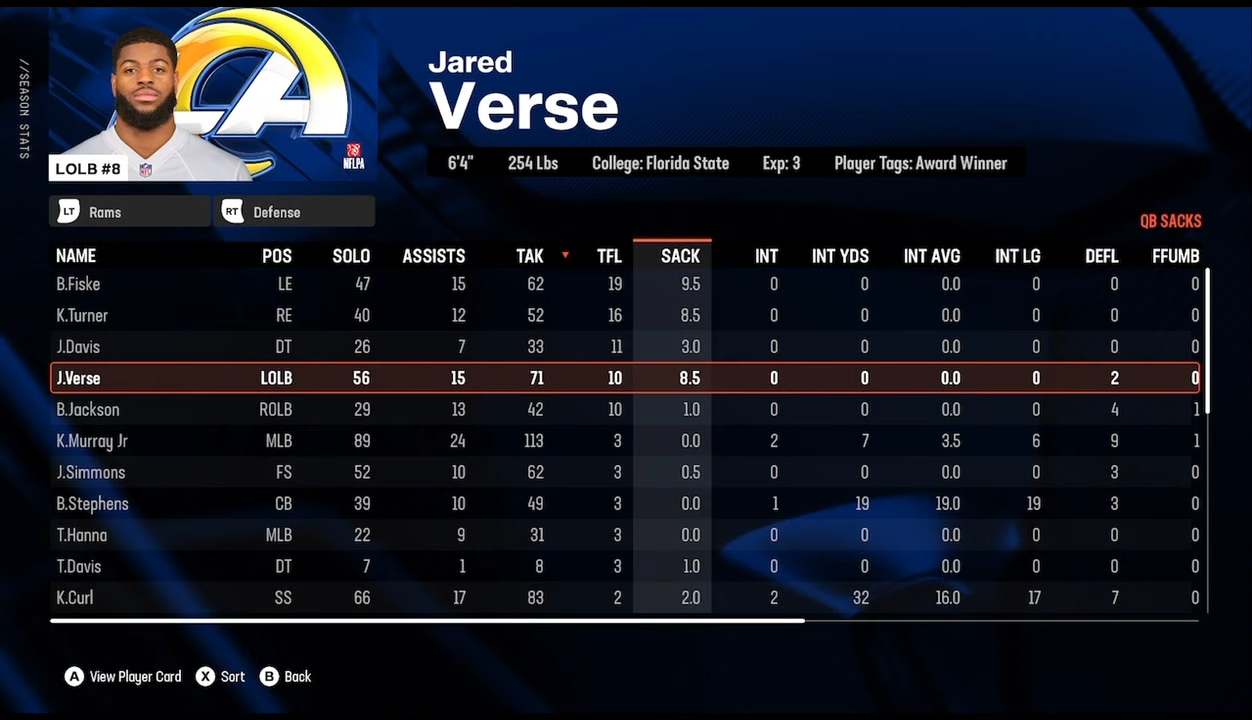 //SEASON STATS
LA
NFLPA
LOLB #8
NFL
Jared
Verse
6'4" 254 Lbs College: Florida State Exp: 3 Player Tags: Award Winner
LT Rams RT Defense
QB SACKS
NAME POS SOLO ASSISTS TAK TFL SACK INT INT YDS INT AVG INT LG DEFL FFUMB
B.Fiske LE 47 15 62 19 9.5 0 0 0.0 0 0 0
K.Turner RE 40 12 52 16 8.5 0 0 0.0 0 0 0
J.Davis DT 26 7 33 11 3.0 0 0 0.0 0 0 0
J.Verse LOLB 56 15 71 10 8.5 0 0 0.0 0 2 0
B.Jackson ROLB 29 13 42 10 1.0 0 0 0.0 0 4 1
K.Murray Jr MLB 89 24 113 3 0.0 2 7 3.5 6 9 1
J.Simmons FS 52 10 62 3 0.5 0 0 0.0 0 3 0
B.Stephens CB 39 10 49 3 0.0 1 19 19.0 19 3 0
T.Hanna MLB 22 9 31 3 0.0 0 0 0.0 0 0 0
T.Davis DT 7 1 8 3 1.0 0 0 0.0 0 0 0
K.Curl SS 66 17 83 2 2.0 2 32 16.0 17 7 0
A View Player Card X Sort B Back